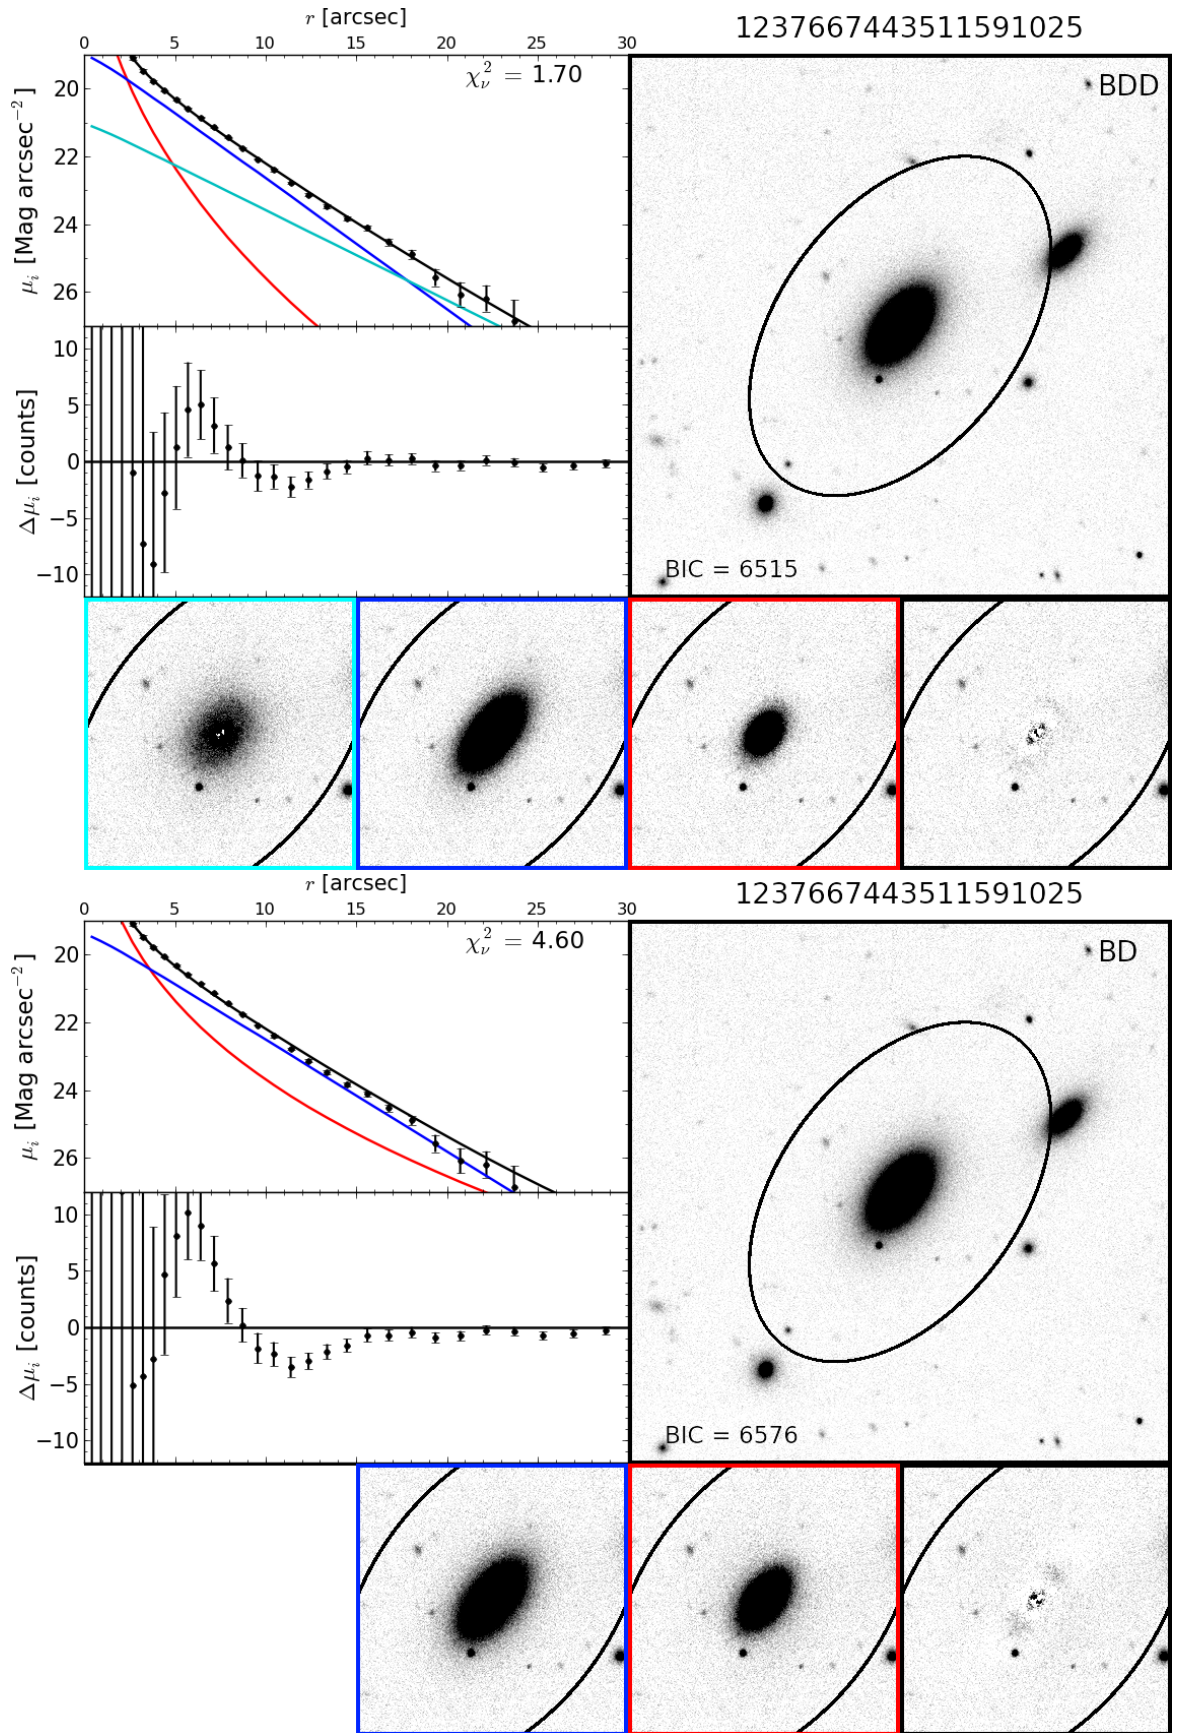 r [arcsec]
1237667443511591025
0 5 10 15 20 25 30
χ²ν = 1.70
BDD
20
22
24
26
μi [Mag arcsec⁻²]
10
5
0
−5
−10
Δμi [counts]
BIC = 6515
r [arcsec]
1237667443511591025
0 5 10 15 20 25 30
χ²ν = 4.60
BD
20
22
24
26
μi [Mag arcsec⁻²]
10
5
0
−5
−10
Δμi [counts]
BIC = 6576